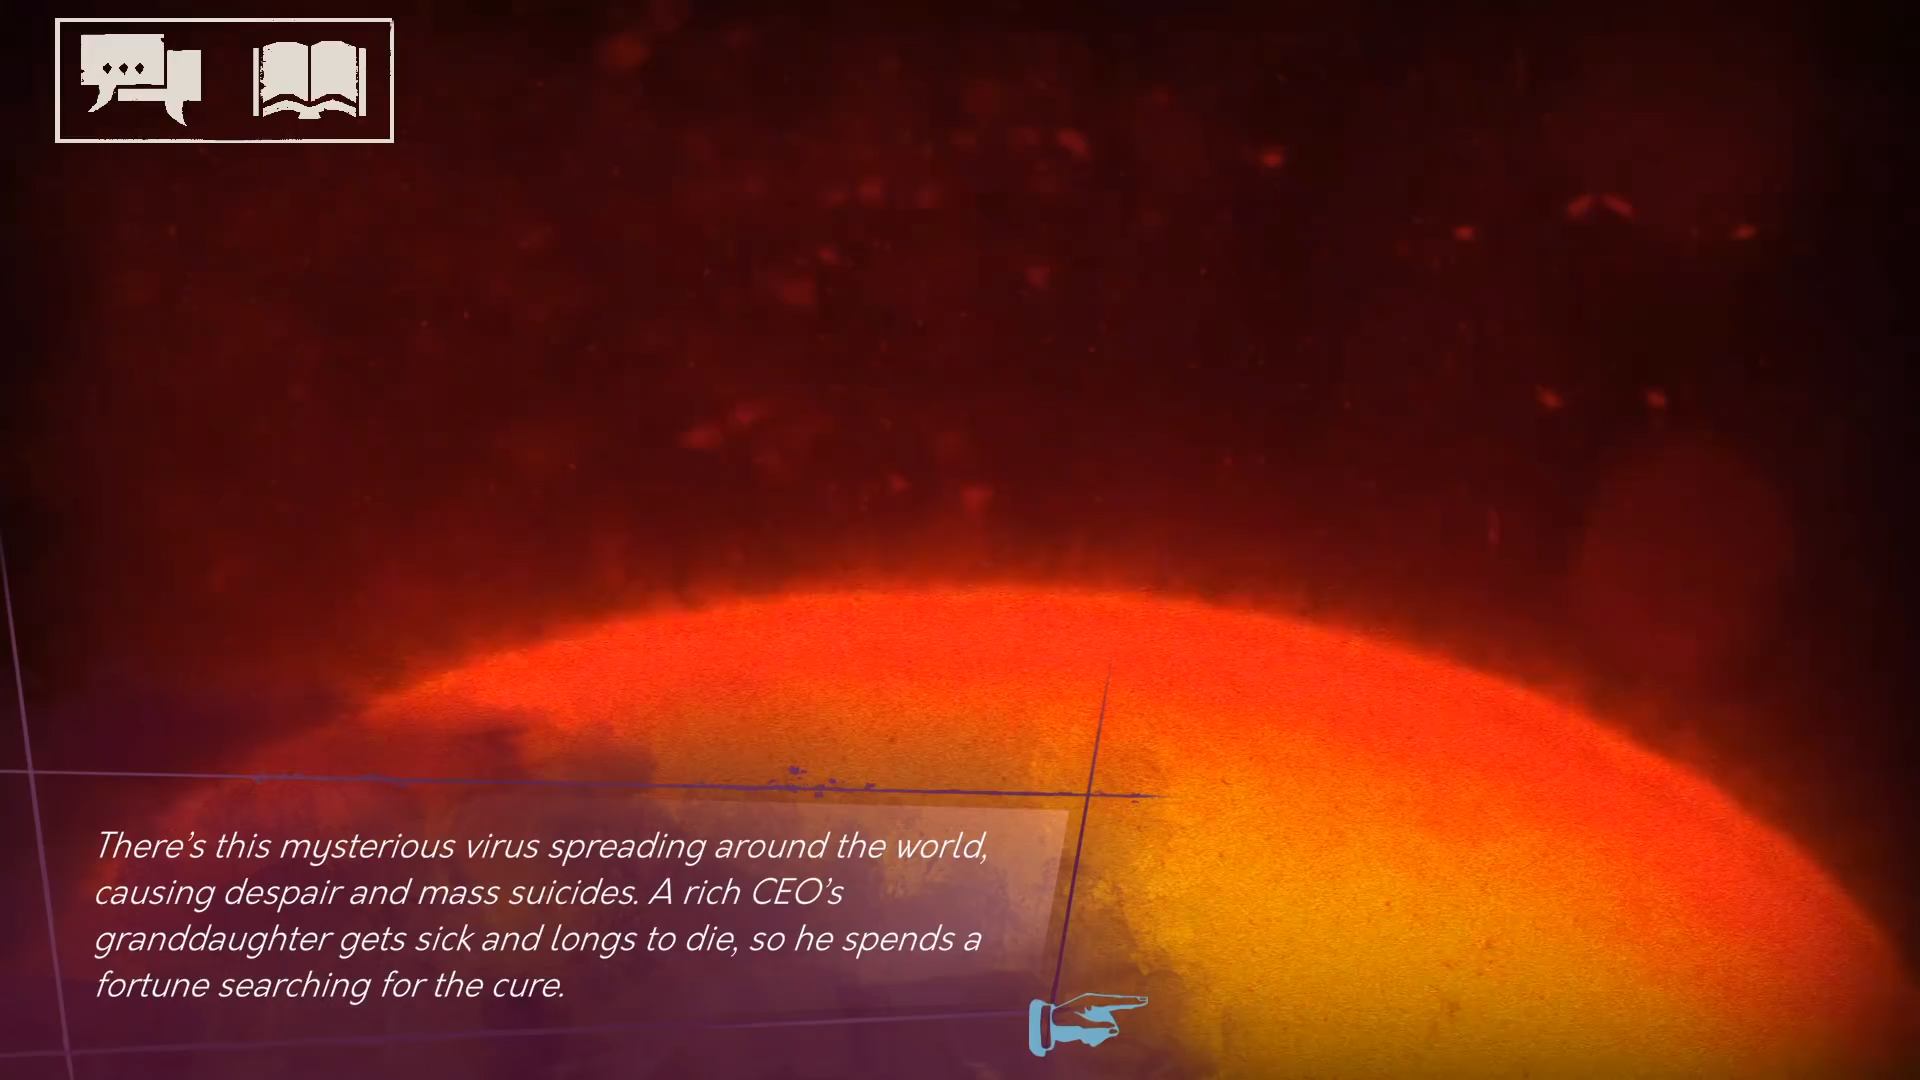 There's this mysterious virus spreading around the world,
causing despair and mass suicides. A rich CEO's
granddaughter gets sick and longs to die, so he spends a
fortune searching for the cure.